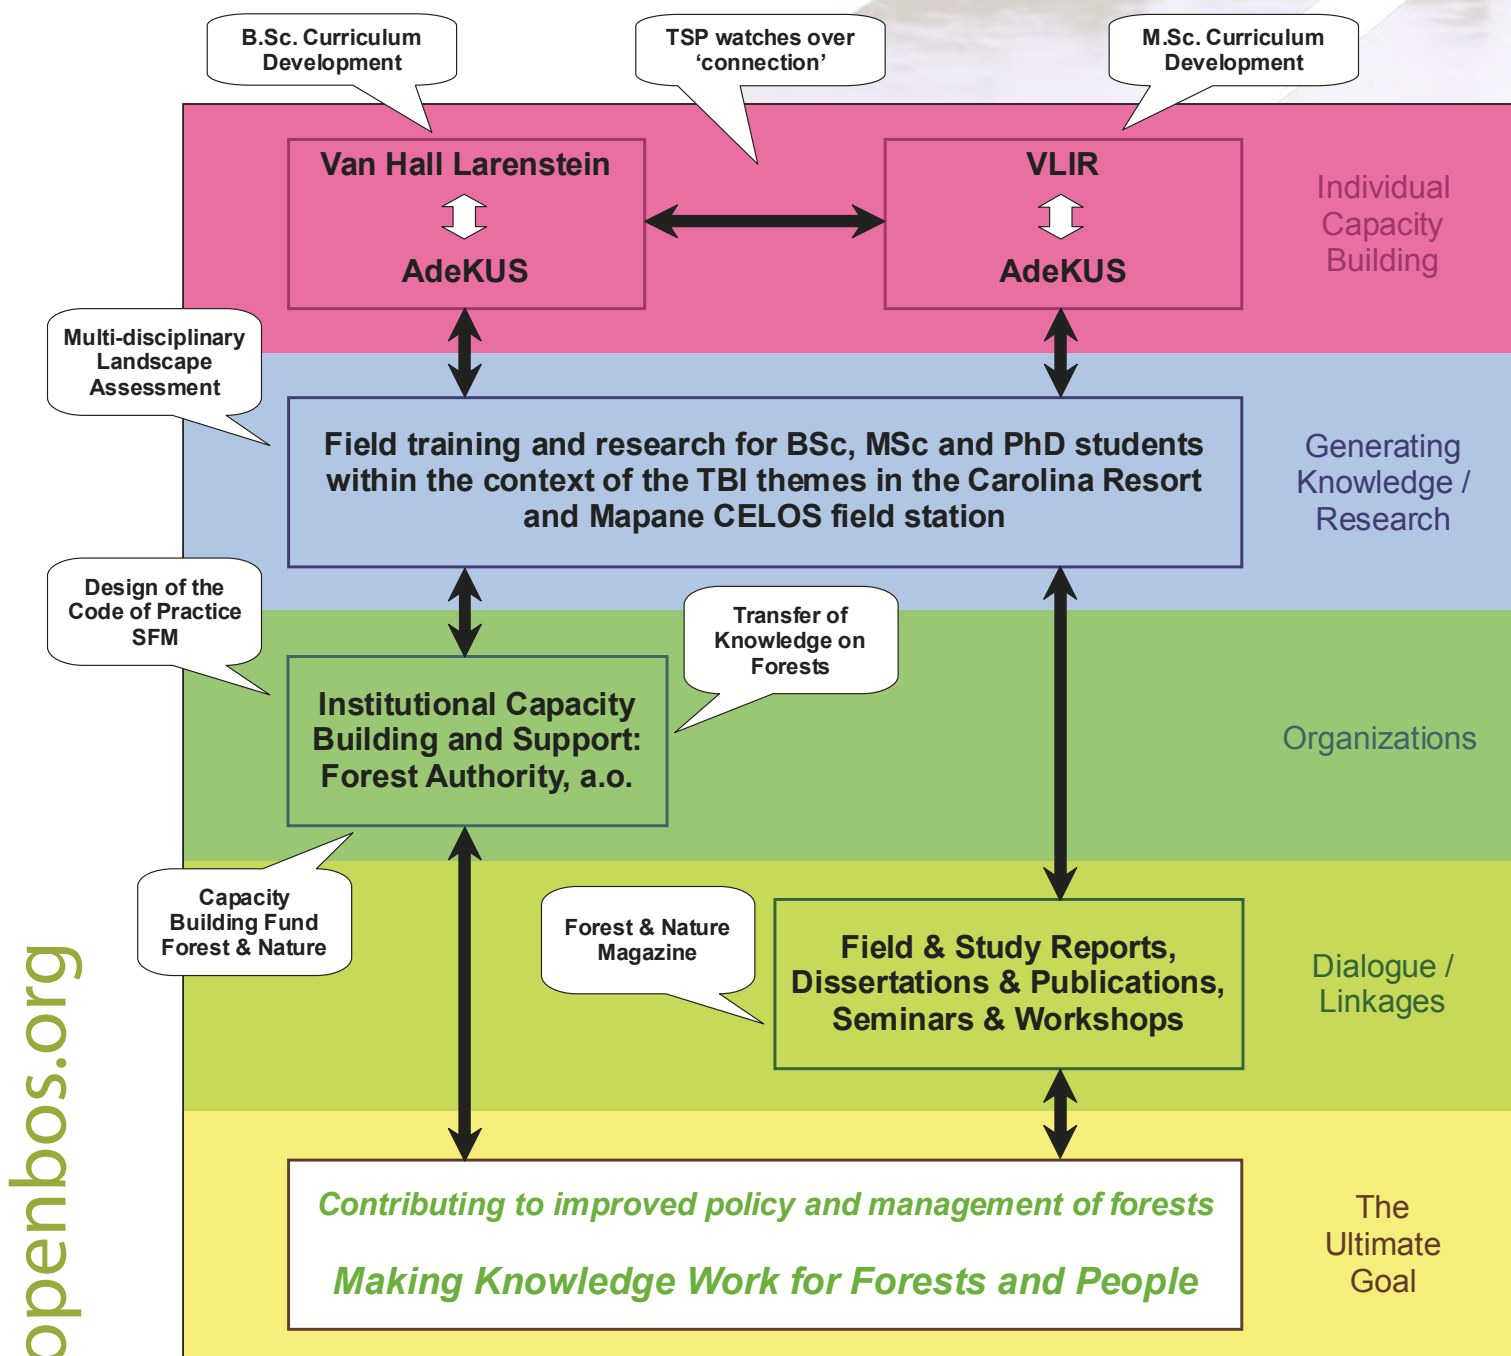 B.Sc. Curriculum
Development
TSP watches over
‘connection’
M.Sc. Curriculum
Development
Van Hall Larenstein
AdeKUS
VLIR
AdeKUS
Individual
Capacity
Building
Multi-disciplinary
Landscape
Assessment
Field training and research for BSc, MSc and PhD students
within the context of the TBI themes in the Carolina Resort
and Mapane CELOS field station
Generating
Knowledge /
Research
Design of the
Code of Practice
SFM
Transfer of
Knowledge on
Forests
Institutional Capacity
Building and Support:
Forest Authority, a.o.
Organizations
Capacity
Building Fund
Forest & Nature
Forest & Nature
Magazine
Field & Study Reports,
Dissertations & Publications,
Seminars & Workshops
Dialogue /
Linkages
Contributing to improved policy and management of forests
Making Knowledge Work for Forests and People
The
Ultimate
Goal
openbos.org